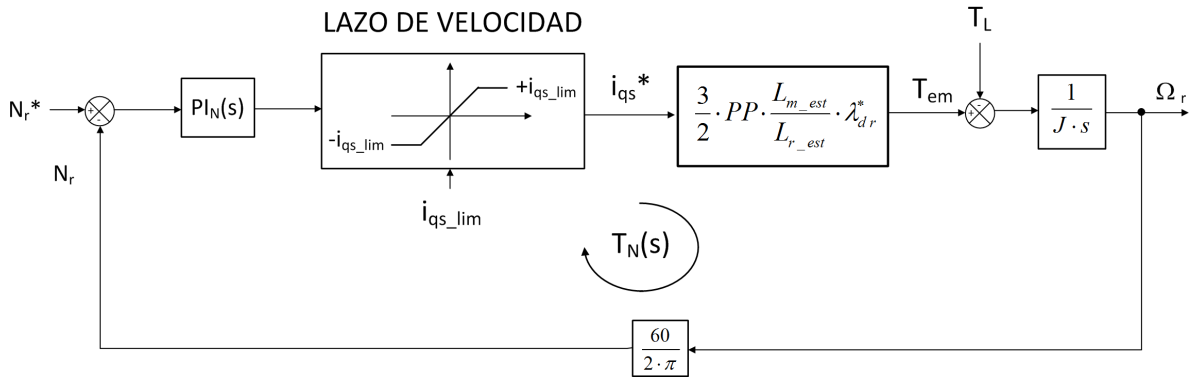 LAZO DE VELOCIDAD
T_L
N_r*
+
-
PI_N(s)
+i_qs_lim
-i_qs_lim
i_qs_lim
i_qs*
3/2 · PP · L_m_est/L_r_est · λ*_dr
T_em
+
-
1/(J · s)
Ω_r
N_r
T_N(s)
60/(2 · π)